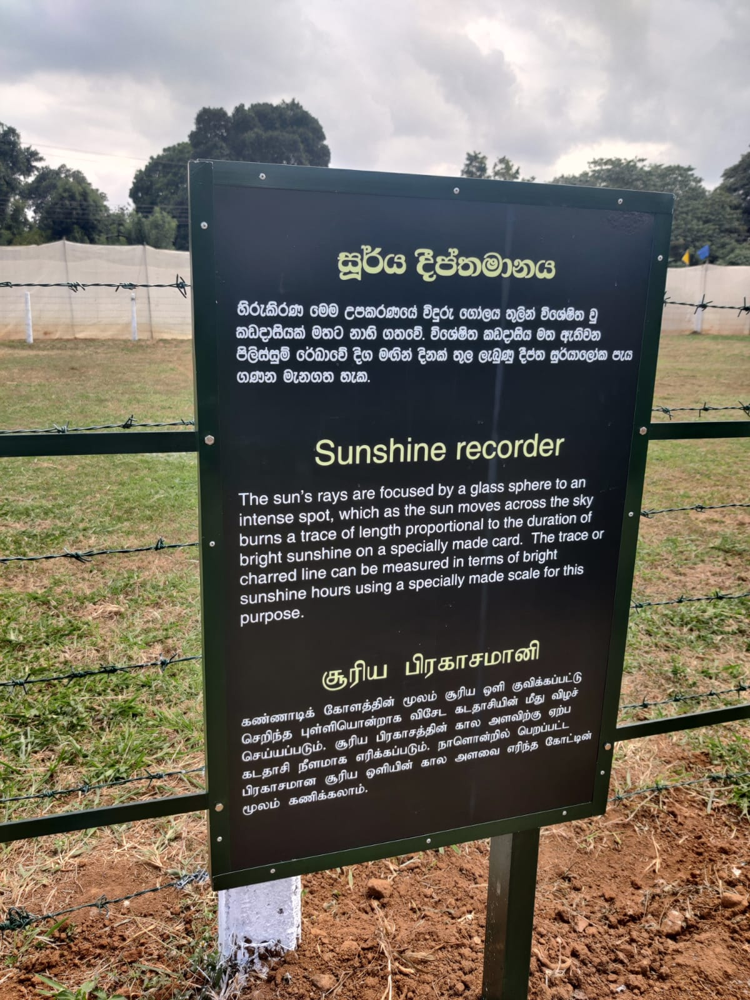 සූර්ය දීප්තමානය
හිරුකිරණ මෙම උපකරණයේ විදුරු ගෝලය තුලින් විශේෂිත වු
කඩදාසියක් මතට නාභි ගතවේ. විශේෂිත කඩදාසිය මත ඇතිවන
පිලිස්සුම් රේඛාවේ දිග මඟින් දිනක් තුල ලැබුණු දීප්ත සුර්යාලෝක පැය
ගණන මැනගත හැක.
Sunshine recorder
The sun's rays are focused by a glass sphere to an
intense spot, which as the sun moves across the sky
burns a trace of length proportional to the duration of
bright sunshine on a specially made card. The trace or
charred line can be measured in terms of bright
sunshine hours using a specially made scale for this
purpose.
சூரிய பிரகாசமானி
கண்ணாடிக் கோளத்தின் மூலம் சூரிய ஒளி குவிக்கப்பட்டு
செறிந்த புள்ளியொன்றாக விசேட கடதாசியின் மீது விழச்
செய்யப்படும். சூரிய பிரகாசத்தின் கால அளவிற்கு ஏற்ப
கடதாசி நீளமாக எரிக்கப்படும். நாளொன்றில் பெறப்பட்ட
பிரகாசமான சூரிய ஒளியின் கால அளவை எரிந்த கோட்டின்
மூலம் கணிக்கலாம்.